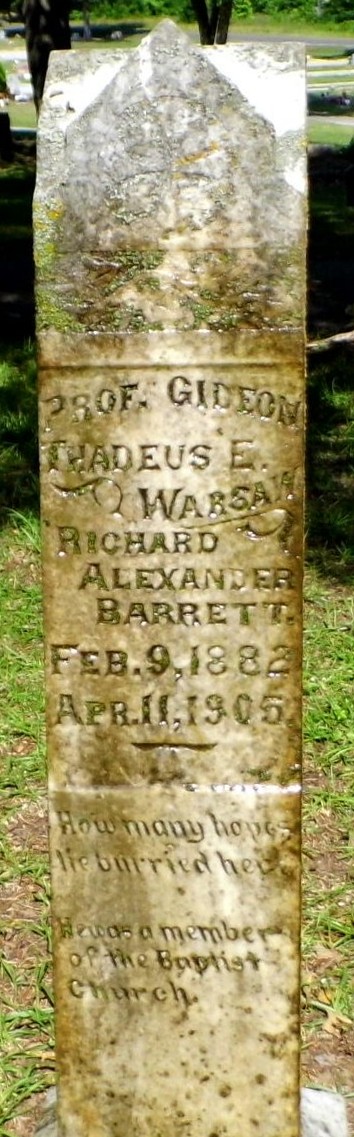 PROF. GIDEON
THADEUS E.
WARSAW
RICHARD
ALEXANDER
BARRETT.
FEB. 9, 1882
APR. 11, 1905.
How many hopes
lie burried here.
He was a member
of the Baptist
Church.